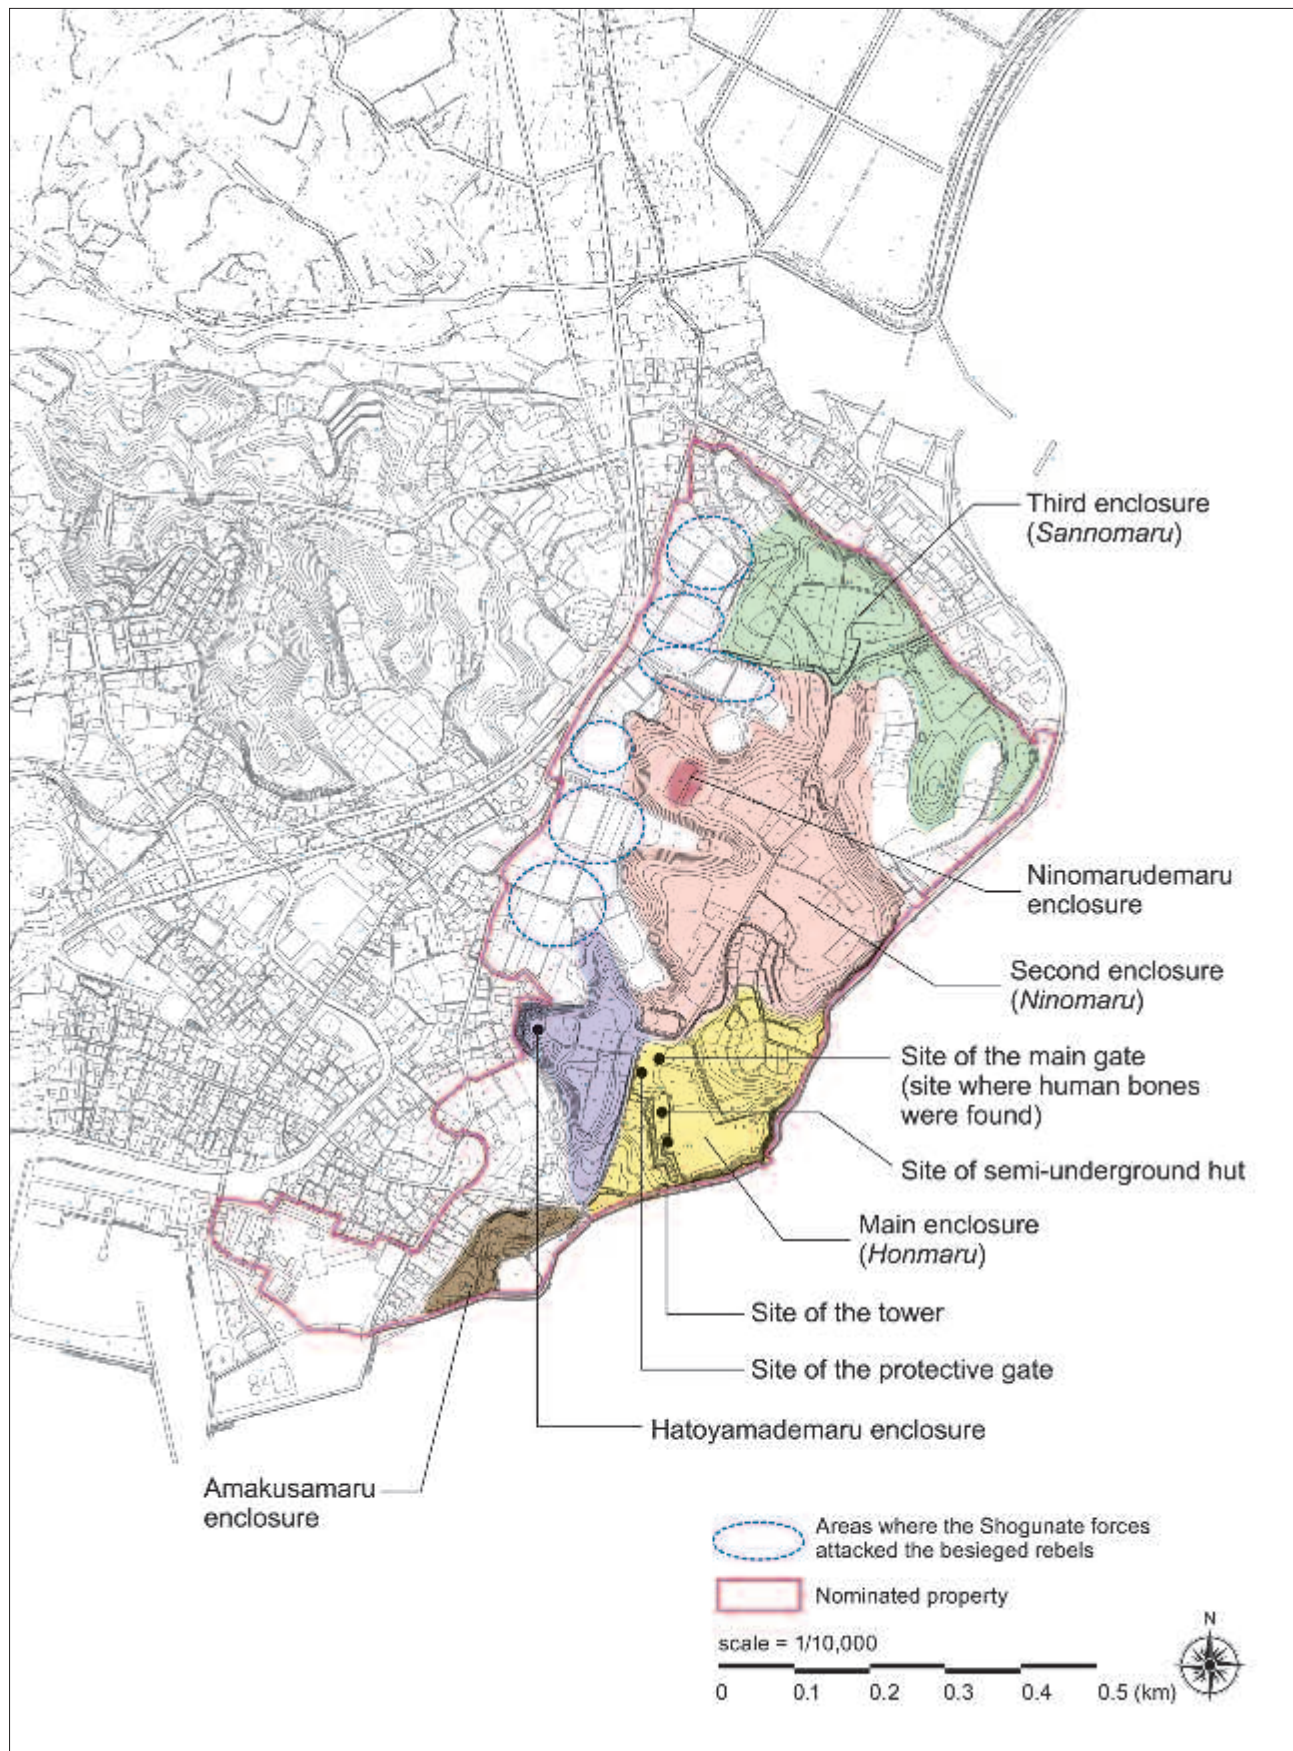 Third enclosure
(Sannomaru)
Ninomarudemaru
enclosure
Second enclosure
(Ninomaru)
Site of the main gate
(site where human bones
were found)
Site of semi-underground hut
Main enclosure
(Honmaru)
Site of the tower
Site of the protective gate
Hatoyamademaru enclosure
Amakusamaru
enclosure
Areas where the Shogunate forces
attacked the besieged rebels
Nominated property
scale = 1/10,000
N
0 0.1 0.2 0.3 0.4 0.5 (km)